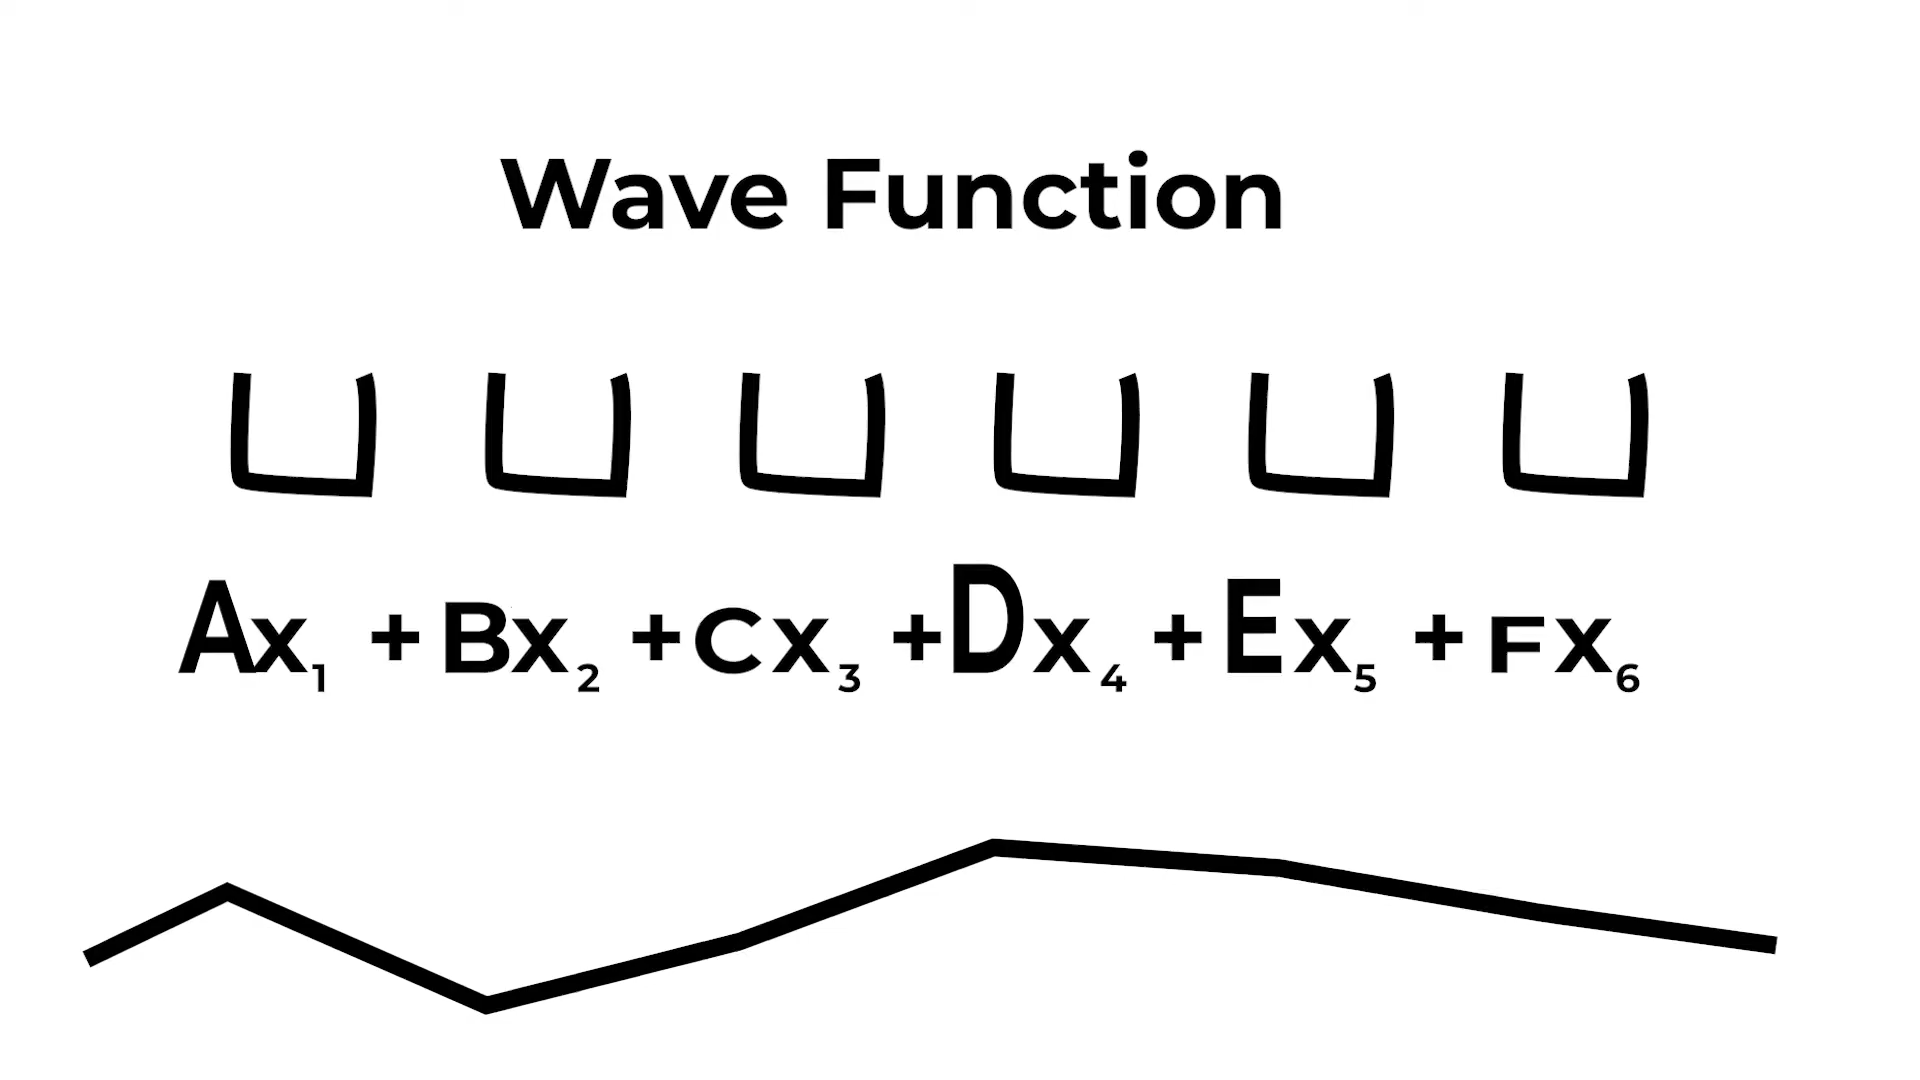 Wave Function
Ax₁ + Bx₂ + Cx₃ + Dx₄ + Ex₅ + Fx₆